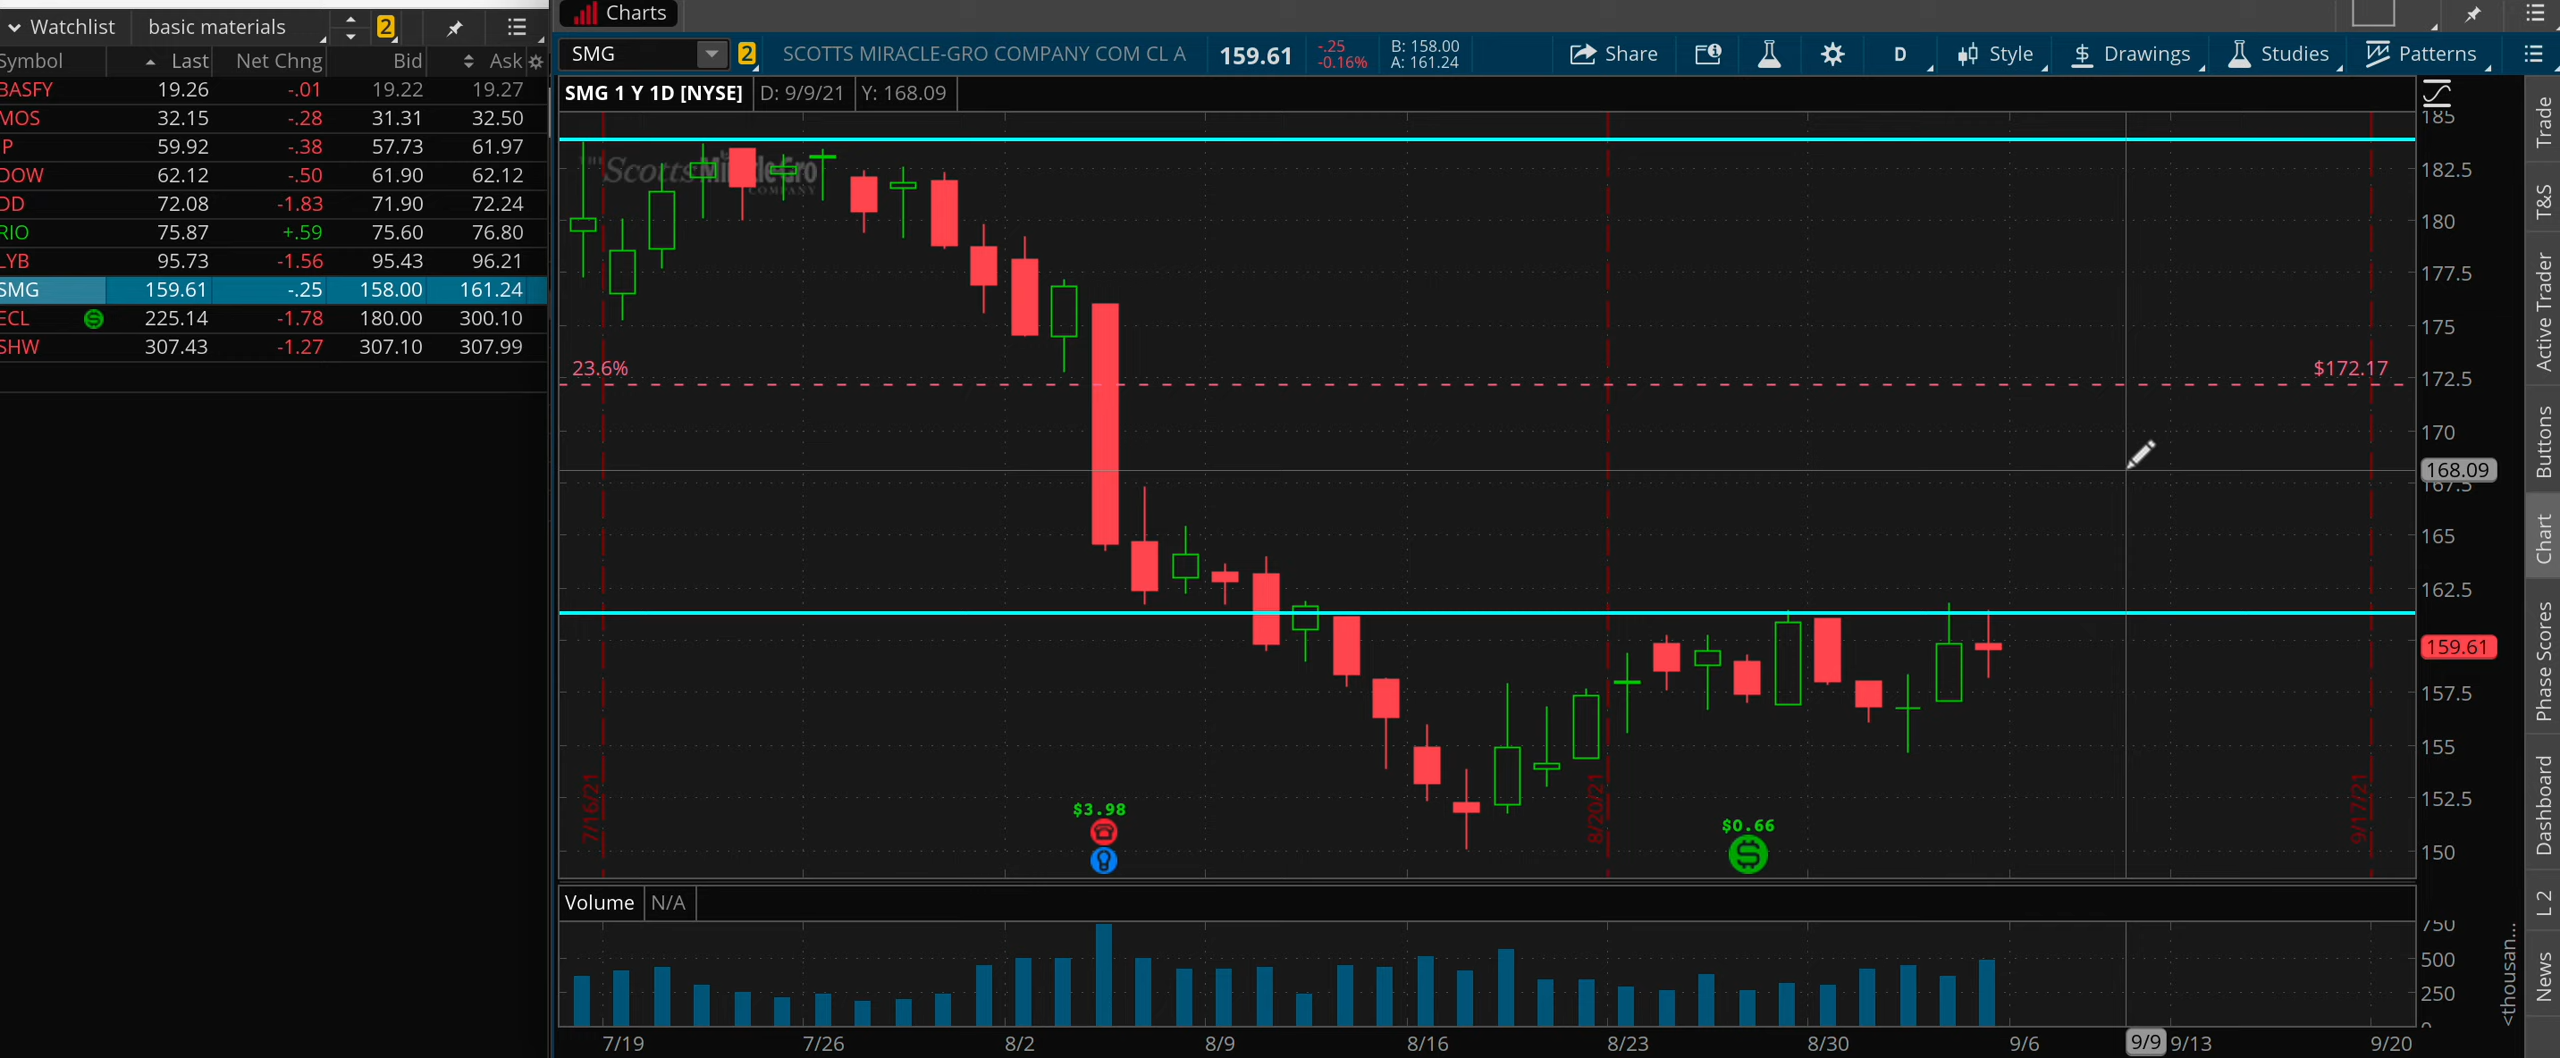 Watchlist basic materials 2
Symbol Last Net Chng Bid Ask
BASFY 19.26 -.01 19.22 19.27
MOS 32.15 -.28 31.31 32.50
IP 59.92 -.38 57.73 61.97
DOW 62.12 -.50 61.90 62.12
DD 72.08 -1.83 71.90 72.24
RIO 75.87 +.59 75.60 76.80
LYB 95.73 -1.56 95.43 96.21
SMG 159.61 -.25 158.00 161.24
ECL 225.14 -1.78 180.00 300.10
SHW 307.43 -1.27 307.10 307.99
Charts
SMG 2 SCOTTS MIRACLE-GRO COMPANY COM CL A 159.61 -.25 B: 158.00 Share D Style $ Drawings Studies Patterns
-0.16% A: 161.24
SMG 1 Y 1D [NYSE] D: 9/9/21 Y: 168.09
185
Scotts Miracle-Gro
COMPANY
182.5
180
177.5
175
23.6% $172.17
172.5
170
168.09
167.5
165
162.5
159.61
157.5
155
152.5
150
7/16/21
8/20/21
9/17/21
$3.98
$0.66
Volume N/A
750
500
250
0
<thousan...
7/19 7/26 8/2 8/9 8/16 8/23 8/30 9/6 9/9 9/13 9/20
Trade
T&S
Active Trader
Buttons
Chart
Phase Scores
Dashboard
L 2
News